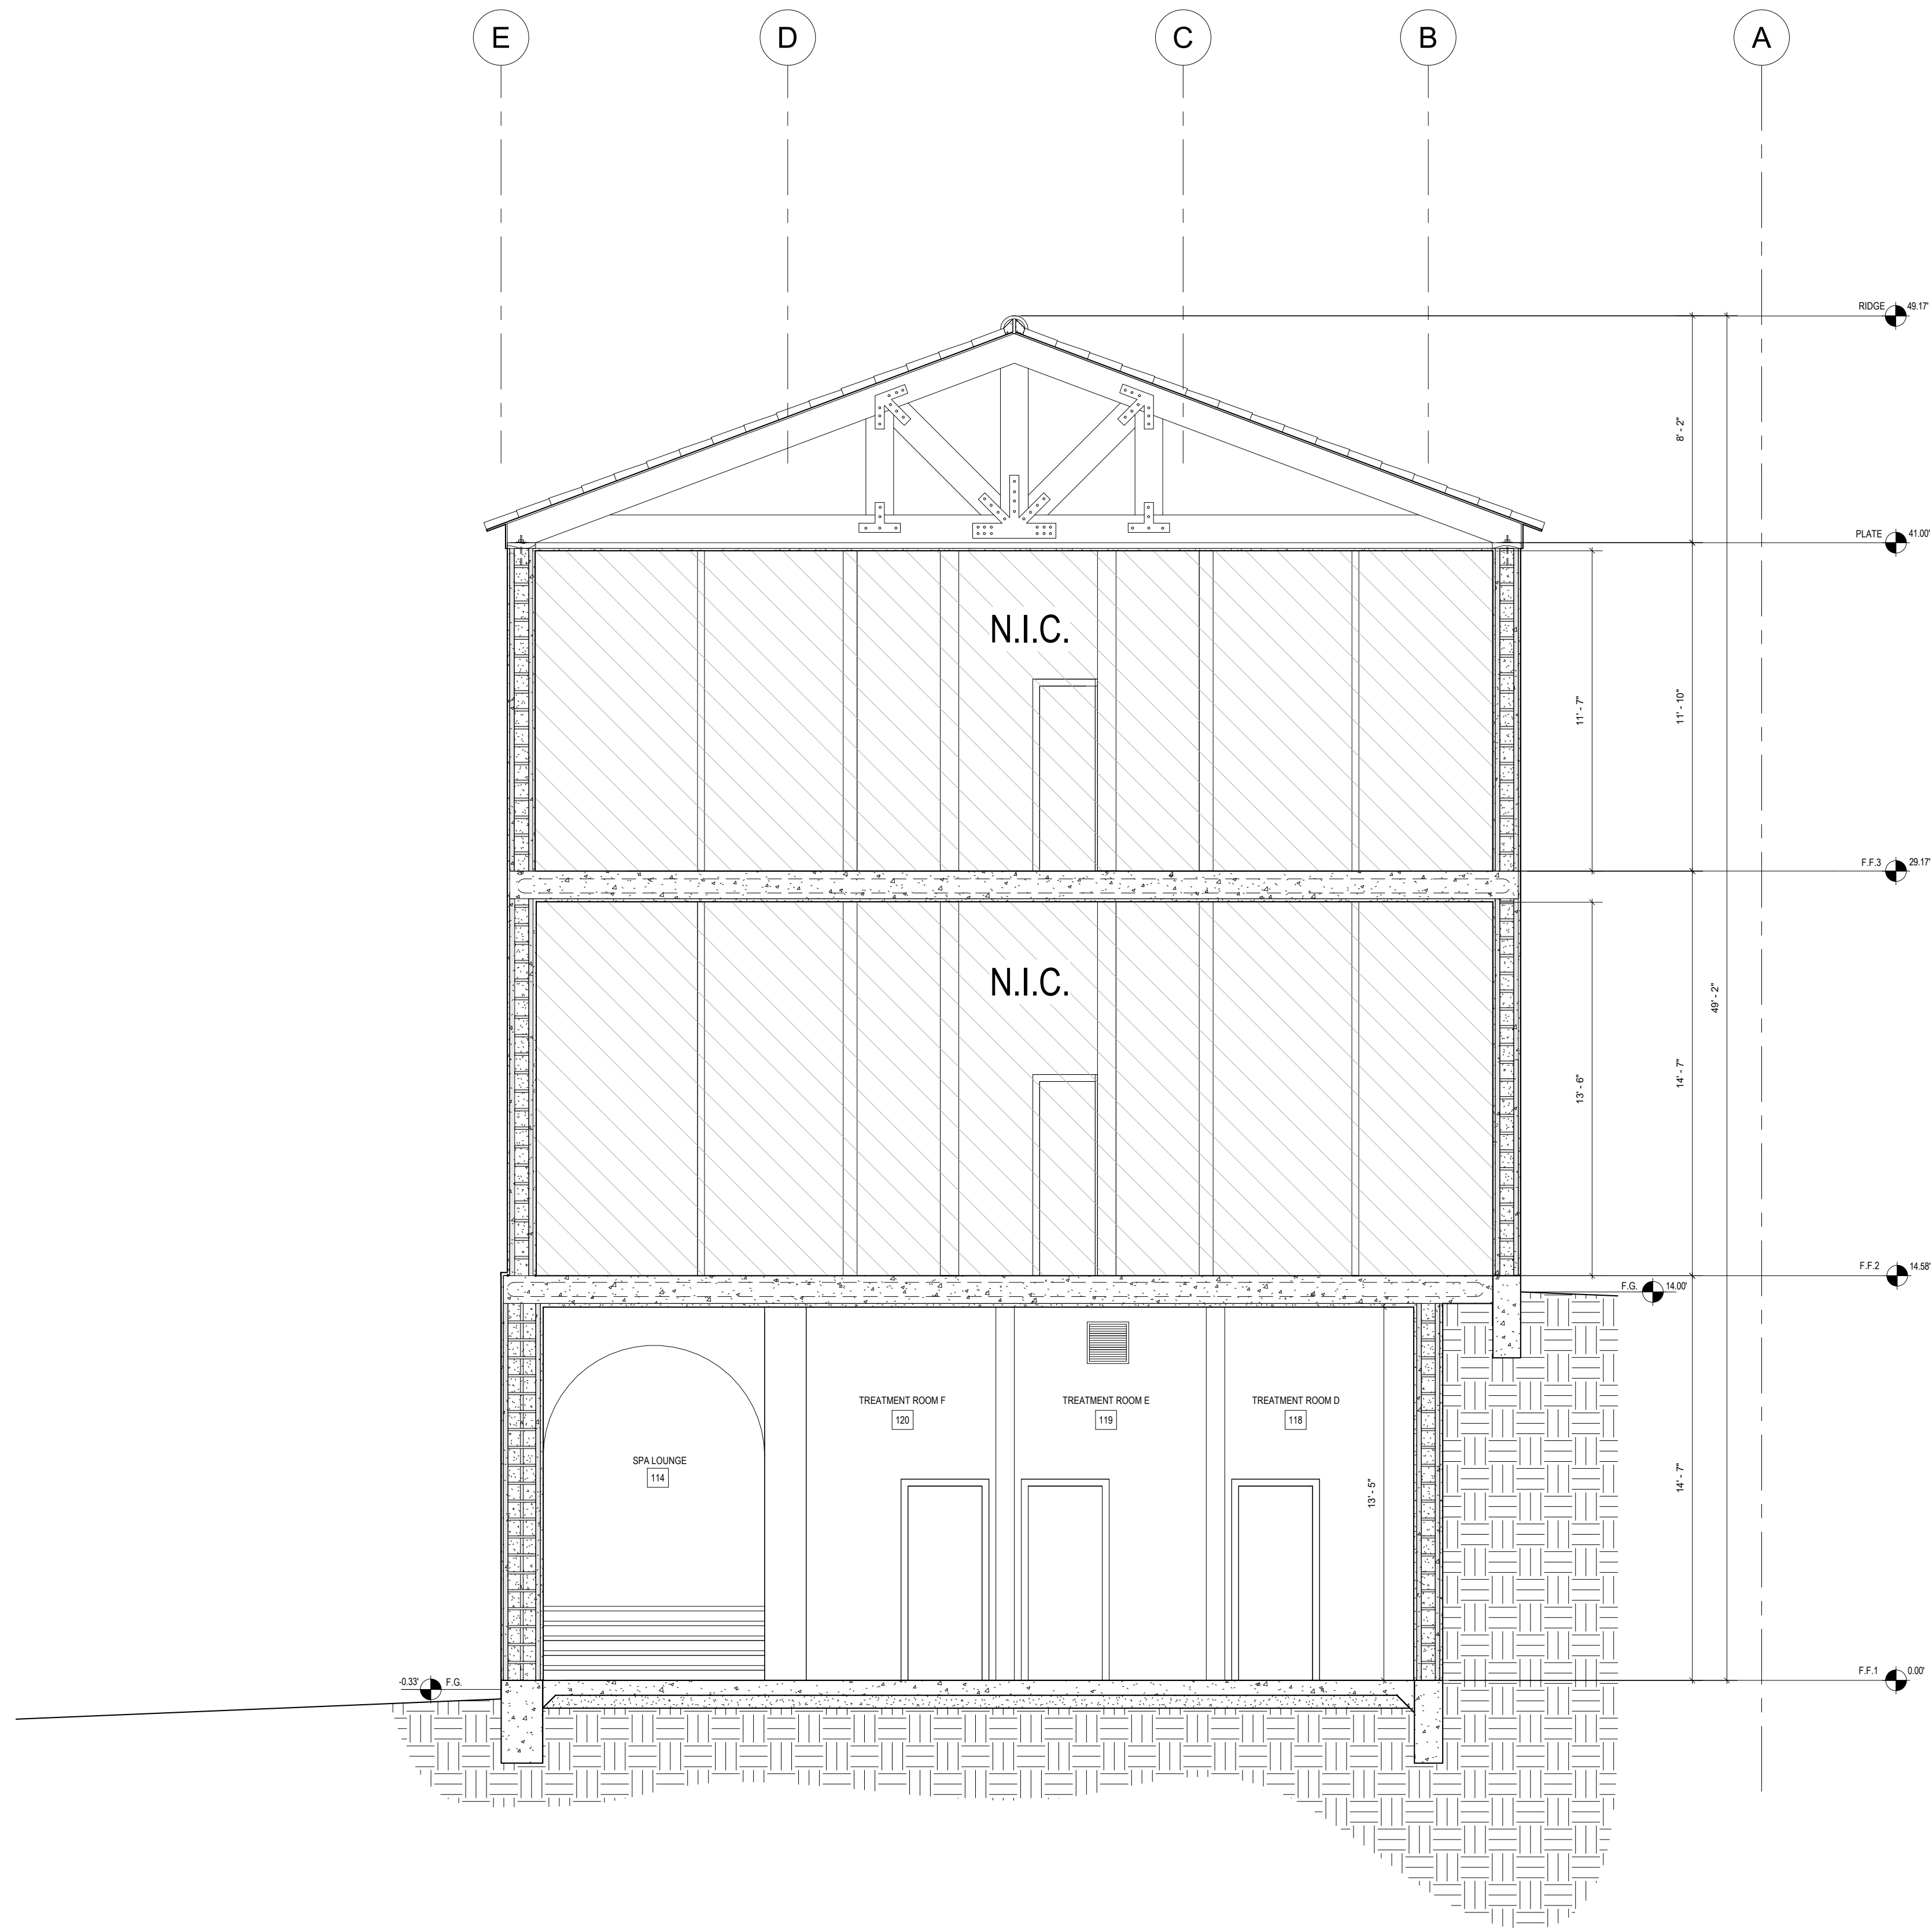 E
D
C
B
A
RIDGE 49.17'
8' - 2"
PLATE 41.00'
N.I.C.
11' - 7"
11' - 10"
F.F.3 29.17'
N.I.C.
49' - 2"
13' - 6"
14' - 7"
F.F.2 14.58'
F.G. 14.00'
TREATMENT ROOM F
120
TREATMENT ROOM E
119
TREATMENT ROOM D
118
SPA LOUNGE
114
13' - 5"
14' - 7"
-0.33' F.G.
F.F.1 0.00'